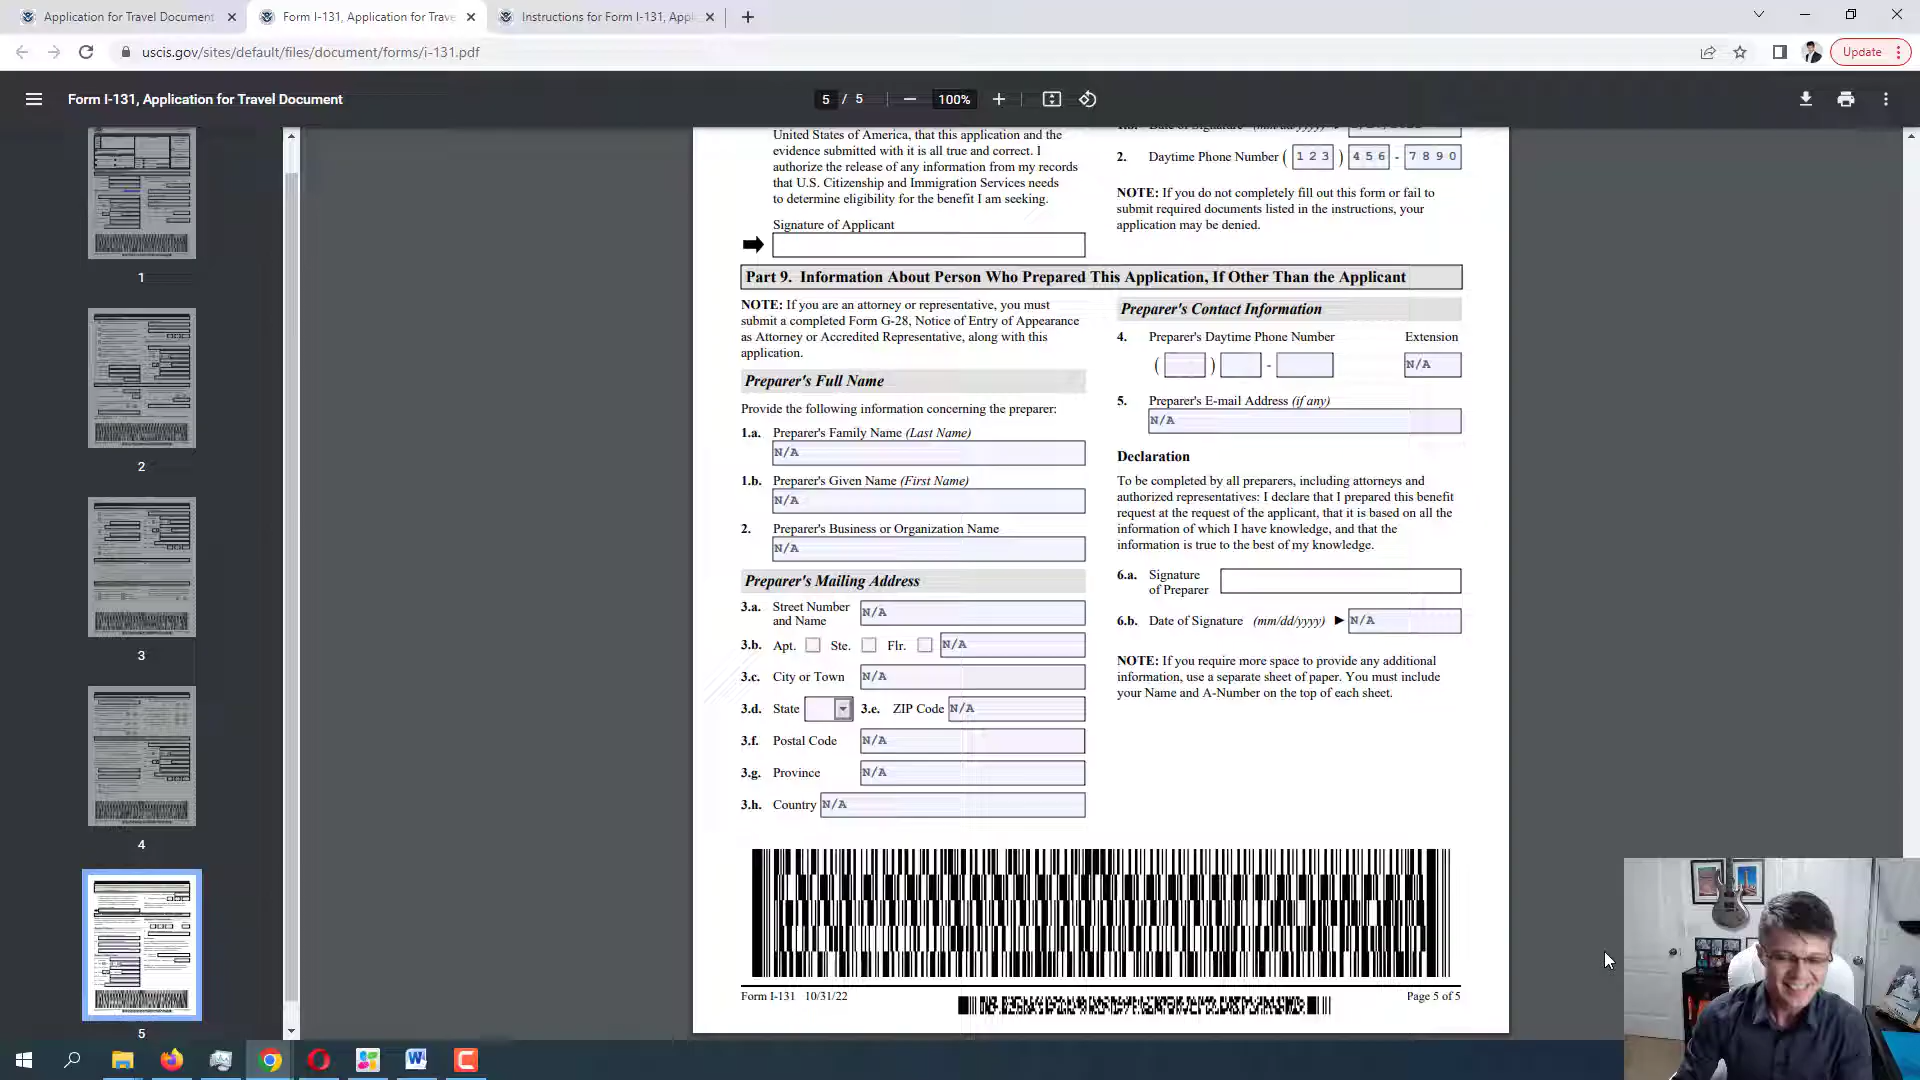 Application for Travel Document
Form I-131, Application for Trave
Instructions for Form I-131, Appl
uscis.gov/sites/default/files/document/forms/i-131.pdf
Update
Form I-131, Application for Travel Document
5 / 5
100%
1
2
3
4
5
United States of America, that this application and the
evidence submitted with it is all true and correct. I
authorize the release of any information from my records
that U.S. Citizenship and Immigration Services needs
to determine eligibility for the benefit I am seeking.
Signature of Applicant
Date of Signature (mm/dd/yyyy)
2. Daytime Phone Number ( 123 ) 456 - 7890
NOTE: If you do not completely fill out this form or fail to
submit required documents listed in the instructions, your
application may be denied.
Part 9. Information About Person Who Prepared This Application, If Other Than the Applicant
NOTE: If you are an attorney or representative, you must
submit a completed Form G-28, Notice of Entry of Appearance
as Attorney or Accredited Representative, along with this
application.
Preparer's Full Name
Provide the following information concerning the preparer:
1.a. Preparer's Family Name (Last Name)
N/A
1.b. Preparer's Given Name (First Name)
N/A
2. Preparer's Business or Organization Name
N/A
Preparer's Mailing Address
3.a. Street Number
and Name N/A
3.b. Apt. Ste. Flr. N/A
3.c. City or Town N/A
3.d. State 3.e. ZIP Code N/A
3.f. Postal Code N/A
3.g. Province N/A
3.h. Country N/A
Preparer's Contact Information
4. Preparer's Daytime Phone Number Extension
( ) - N/A
5. Preparer's E-mail Address (if any)
N/A
Declaration
To be completed by all preparers, including attorneys and
authorized representatives: I declare that I prepared this benefit
request at the request of the applicant, that it is based on all the
information of which I have knowledge, and that the
information is true to the best of my knowledge.
6.a. Signature
of Preparer
6.b. Date of Signature (mm/dd/yyyy) N/A
NOTE: If you require more space to provide any additional
information, use a separate sheet of paper. You must include
your Name and A-Number on the top of each sheet.
Form I-131 10/31/22
Page 5 of 5